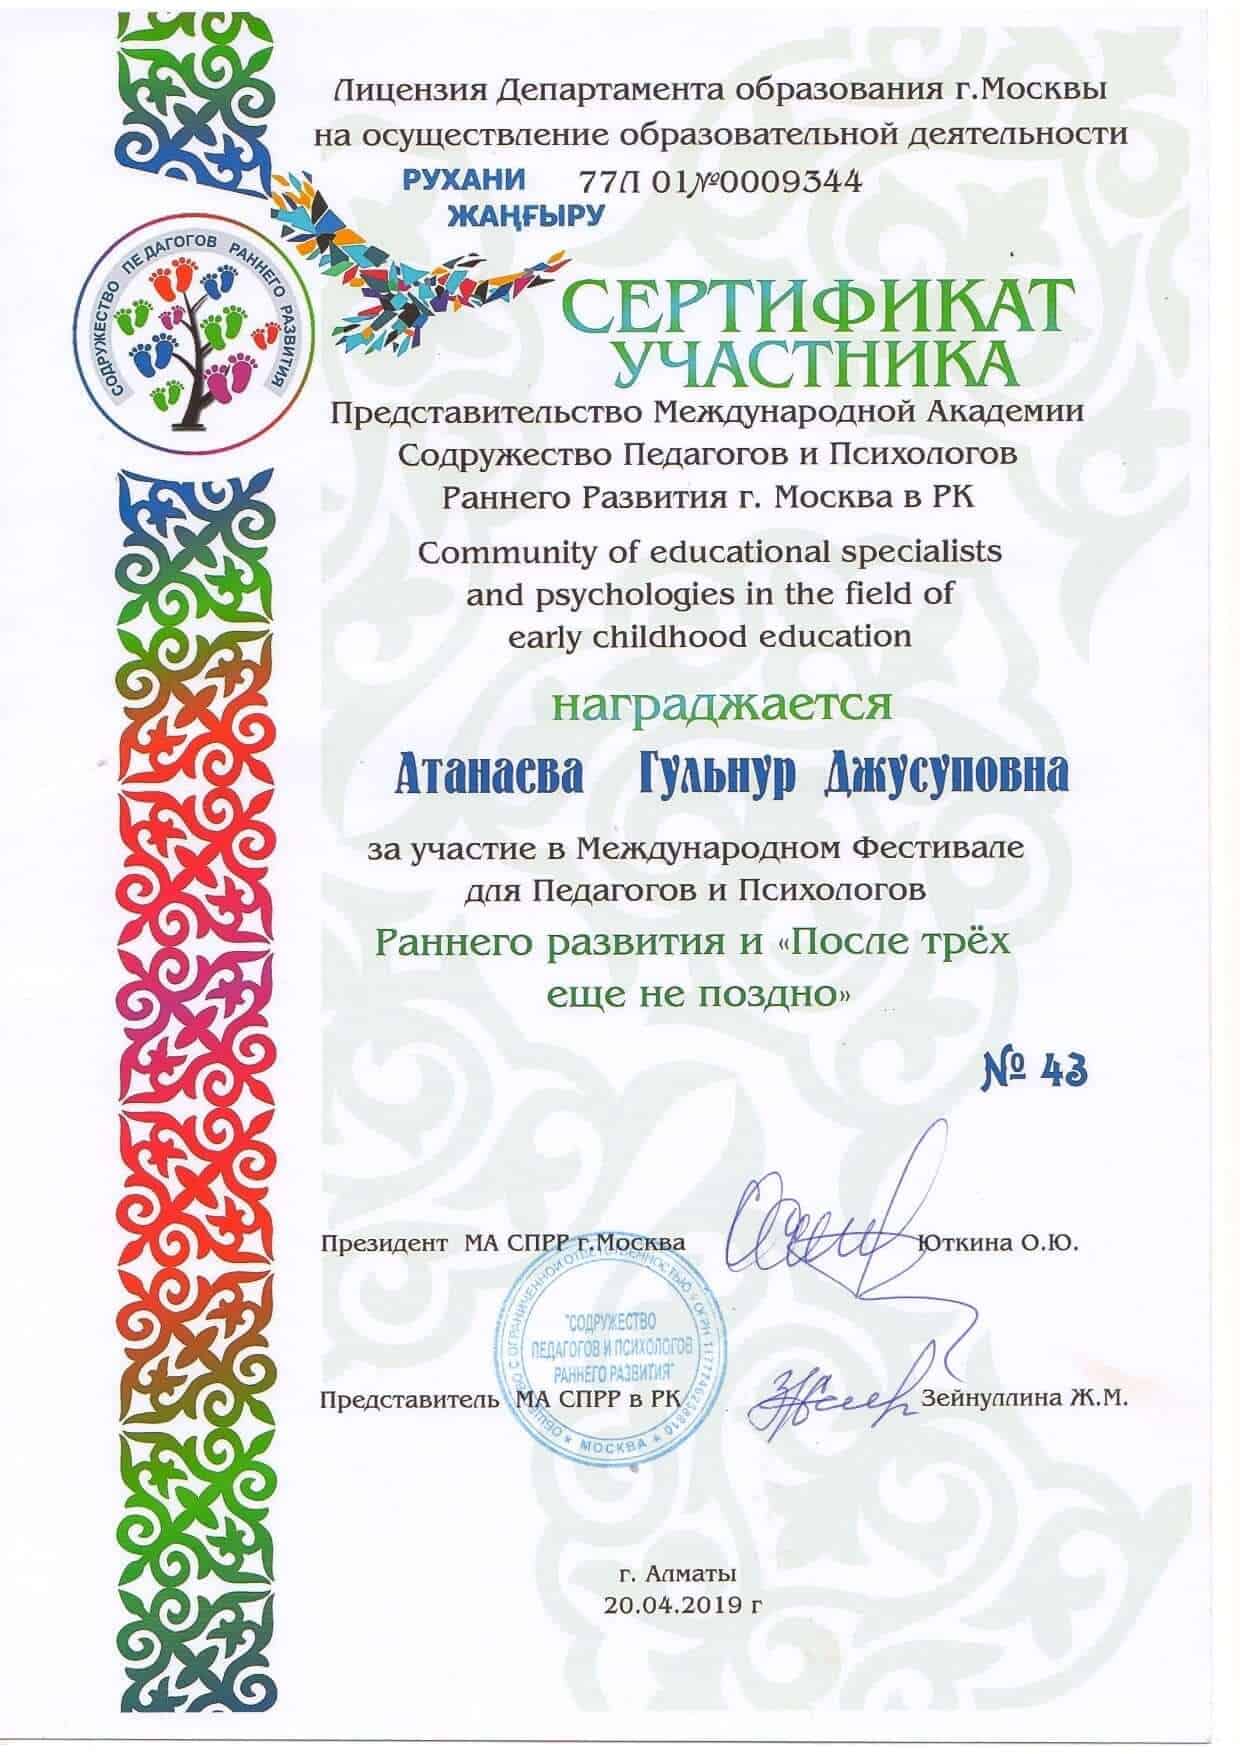 Лицензия Департамента образования г.Москвы
на осуществление образовательной деятельности
РУХАНИ 77Л 01№0009344
ЖАҢҒЫРУ
СОДРУЖЕСТВО ПЕДАГОГОВ РАННЕГО РАЗВИТИЯ
СЕРТИФИКАТ
УЧАСТНИКА
Представительство Международной Академии
Содружество Педагогов и Психологов
Раннего Развития г. Москва в РК
Community of educational specialists
and psychologies in the field of
early childhood education
награджается
Атанаева Гульнур Джусуповна
за участие в Международном Фестивале
для Педагогов и Психологов
Раннего развития и «После трёх
еще не поздно»
№ 43
Президент МА СПРР г.Москва Юткина О.Ю.
ОБЩЕСТВО С ОГРАНИЧЕННОЙ ОТВЕТСТВЕННОСТЬЮ * ОГРН
"СОДРУЖЕСТВО
ПЕДАГОГОВ И ПСИХОЛОГОВ
РАННЕГО РАЗВИТИЯ"
* МОСКВА *
Представитель МА СПРР в РК Зейнуллина Ж.М.
г. Алматы
20.04.2019 г